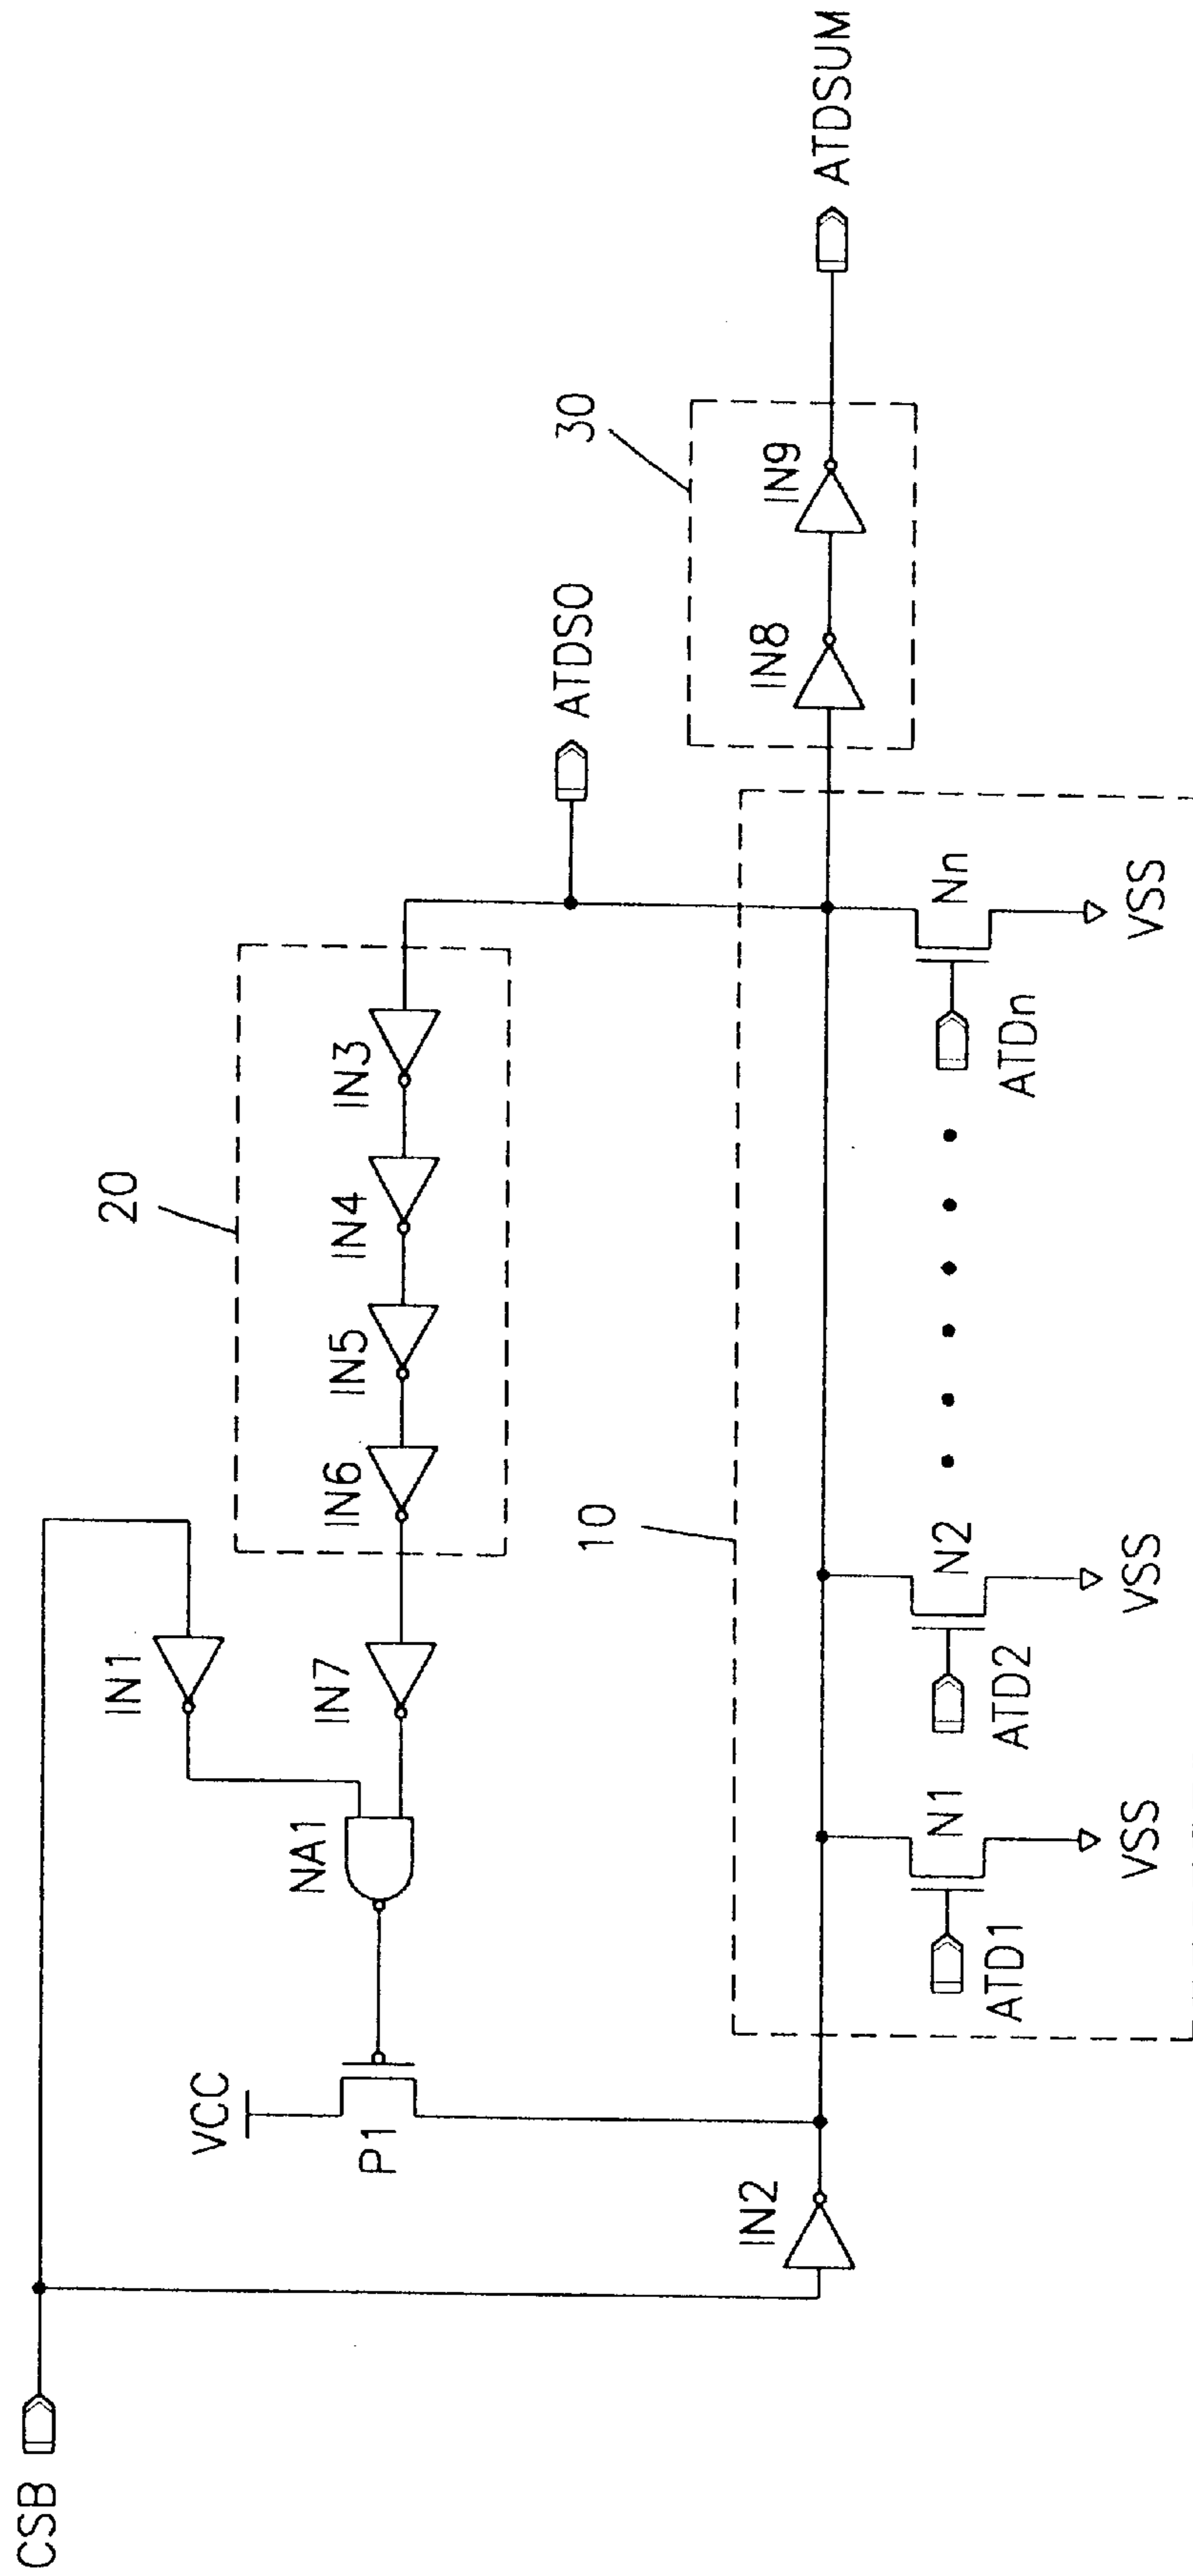 CSB
IN1
20
IN6
IN5
IN4
IN3
IN7
NA1
VCC
P1
ATDSO
30
IN2
10
IN8
IN9
ATDSUM
N1
N2
Nn
ATD1
ATD2
ATDn
VSS
VSS
VSS